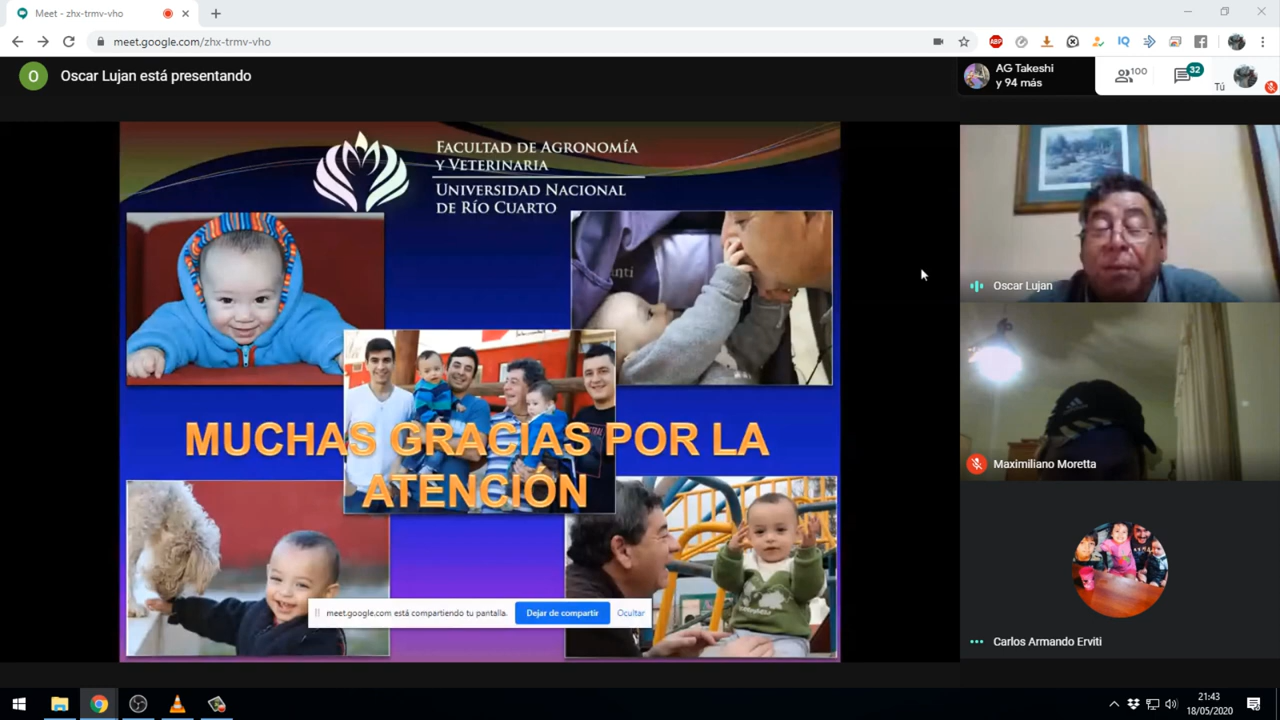 Meet - zhx-trmv-vho
meet.google.com/zhx-trmv-vho
ABP
IQ
O
Oscar Lujan está presentando
AG Takeshi
y 94 más
100
32
Tú
FACULTAD DE AGRONOMÍA
Y VETERINARIA
UNIVERSIDAD NACIONAL
DE RÍO CUARTO
Oscar Lujan
MUCHAS GRACIAS POR LA
ATENCIÓN
Maximiliano Moretta
meet.google.com está compartiendo tu pantalla.
Dejar de compartir
Ocultar
Carlos Armando Erviti
21:43
18/05/2020